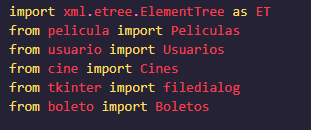 import xml.etree.ElementTree as ET
from pelicula import Peliculas
from usuario import Usuarios
from cine import Cines
from tkinter import filedialog
from boleto import Boletos